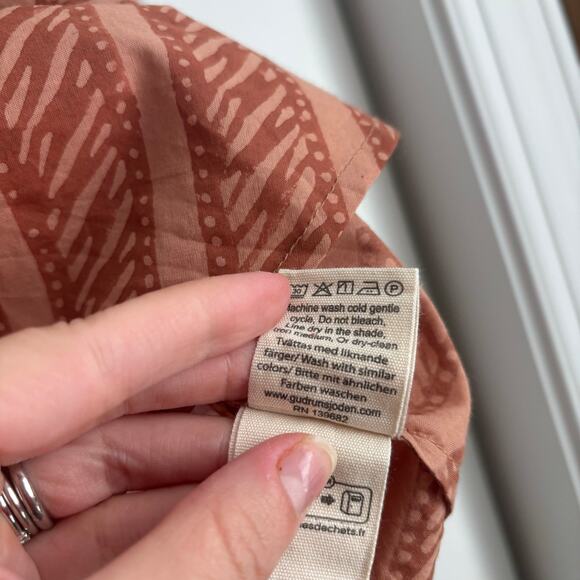 30 P
Machine wash cold gentle
cycle, Do not bleach,
Line dry in the shade,
iron medium, Or dry-clean
Tvättas med liknande
färger/ Wash with similar
colors/ Bitte mit ähnlichen
Farben waschen
www.gudrunsjoden.com
RN 139682